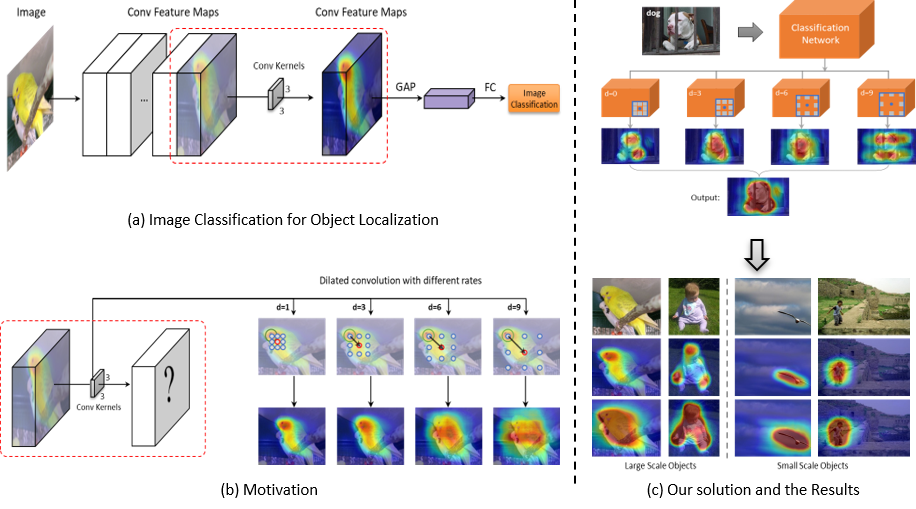 Image
Conv Feature Maps
Conv Feature Maps
...
Conv Kernels
3
3
GAP
FC
Image
Classification
(a) Image Classification for Object Localization
Dilated convolution with different rates
d=1
d=3
d=6
d=9
3
3
Conv Kernels
?
(b) Motivation
dog
Classification
Network
d=0
d=3
d=6
d=9
Output:
Large Scale Objects
Small Scale Objects
(c) Our solution and the Results